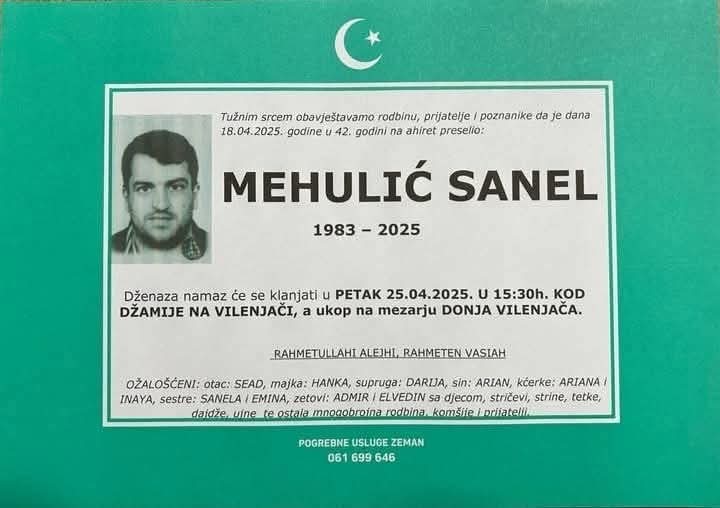 Tužnim srcem obavještavamo rodbinu, prijatelje i poznanike da je dana
18.04.2025. godine u 42. godini na ahiret preselio:
MEHULIĆ SANEL
1983 – 2025
Dženaza namaz će se klanjati u PETAK 25.04.2025. U 15:30h. KOD
DŽAMIJE NA VILENJAČI, a ukop na mezarju DONJA VILENJAČA.
RAHMETULLAHI ALEJHI, RAHMETEN VASIAH
OŽALOŠĆENI: otac: SEAD, majka: HANKA, supruga: DARIJA, sin: ARIAN, kćerke: ARIANA i
INAYA, sestre: SANELA i EMINA, zetovi: ADMIR i ELVEDIN sa djecom, stričevi, strine, tetke,
dajdže, ujne te ostala mnogobrojna rodbina, komšije i prijatelji.
POGREBNE USLUGE ZEMAN
061 699 646